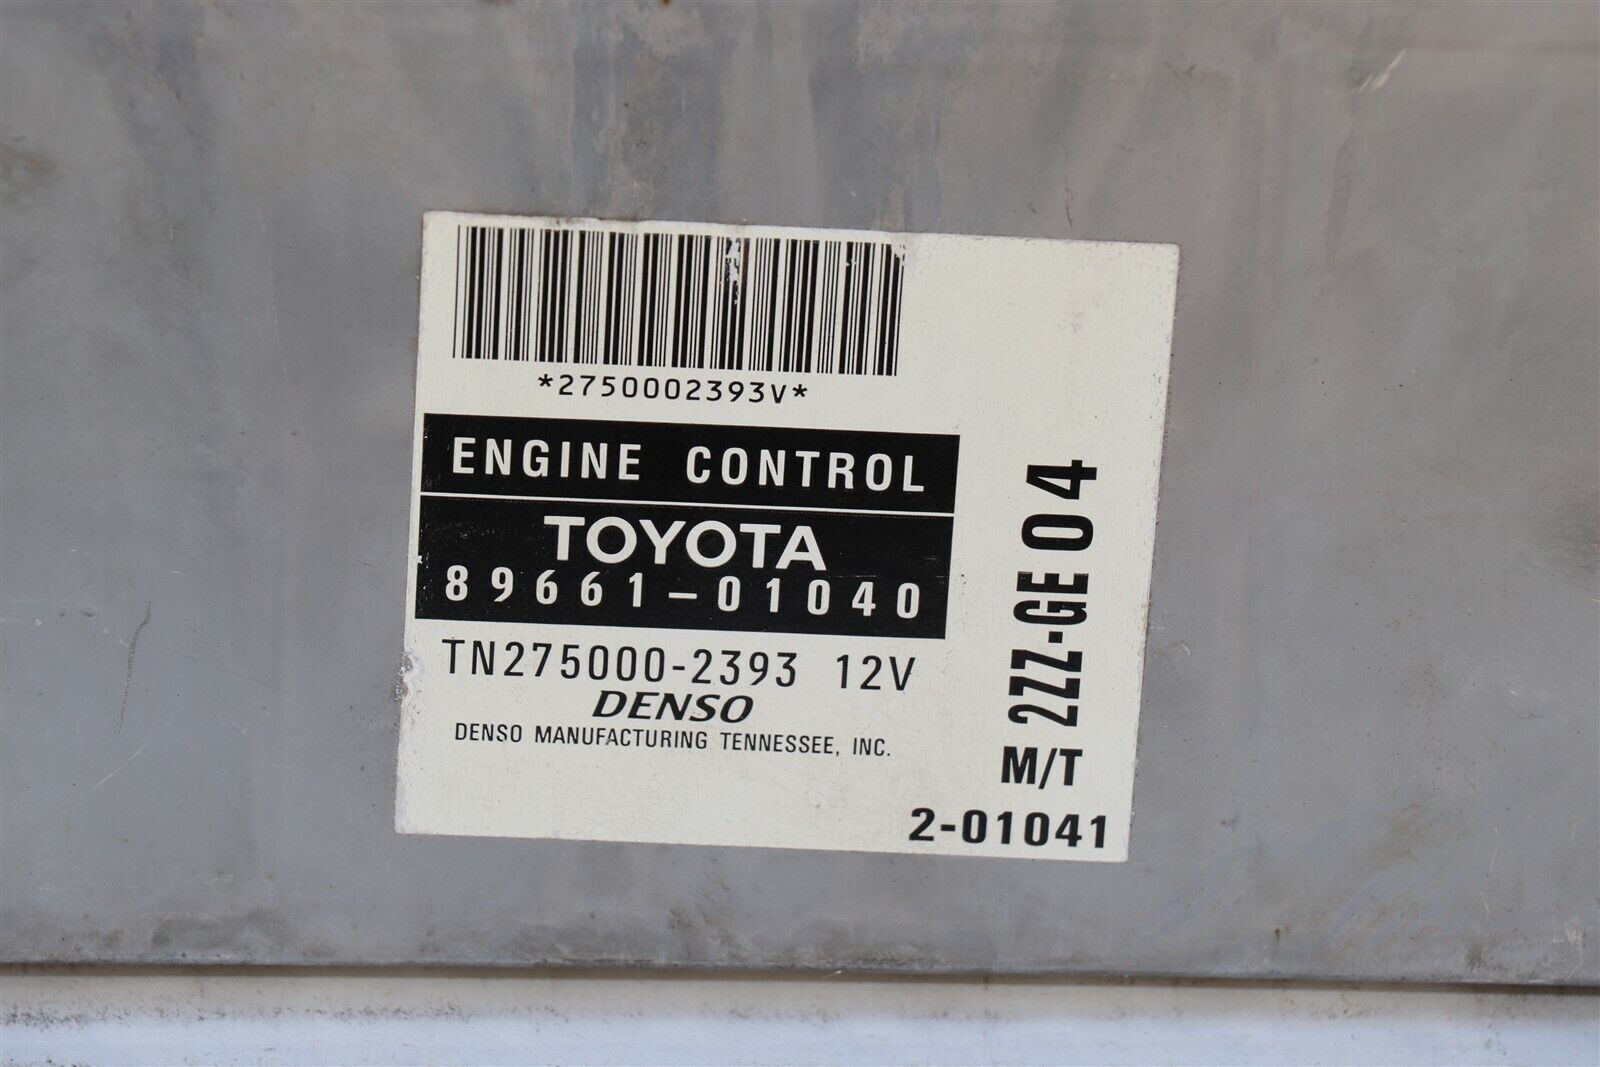 *2750002393V*
ENGINE CONTROL
TOYOTA
89661-01040
TN275000-2393 12V
DENSO
DENSO MANUFACTURING TENNESSEE, INC.
2ZZ-GE 04
M/T
2-01041